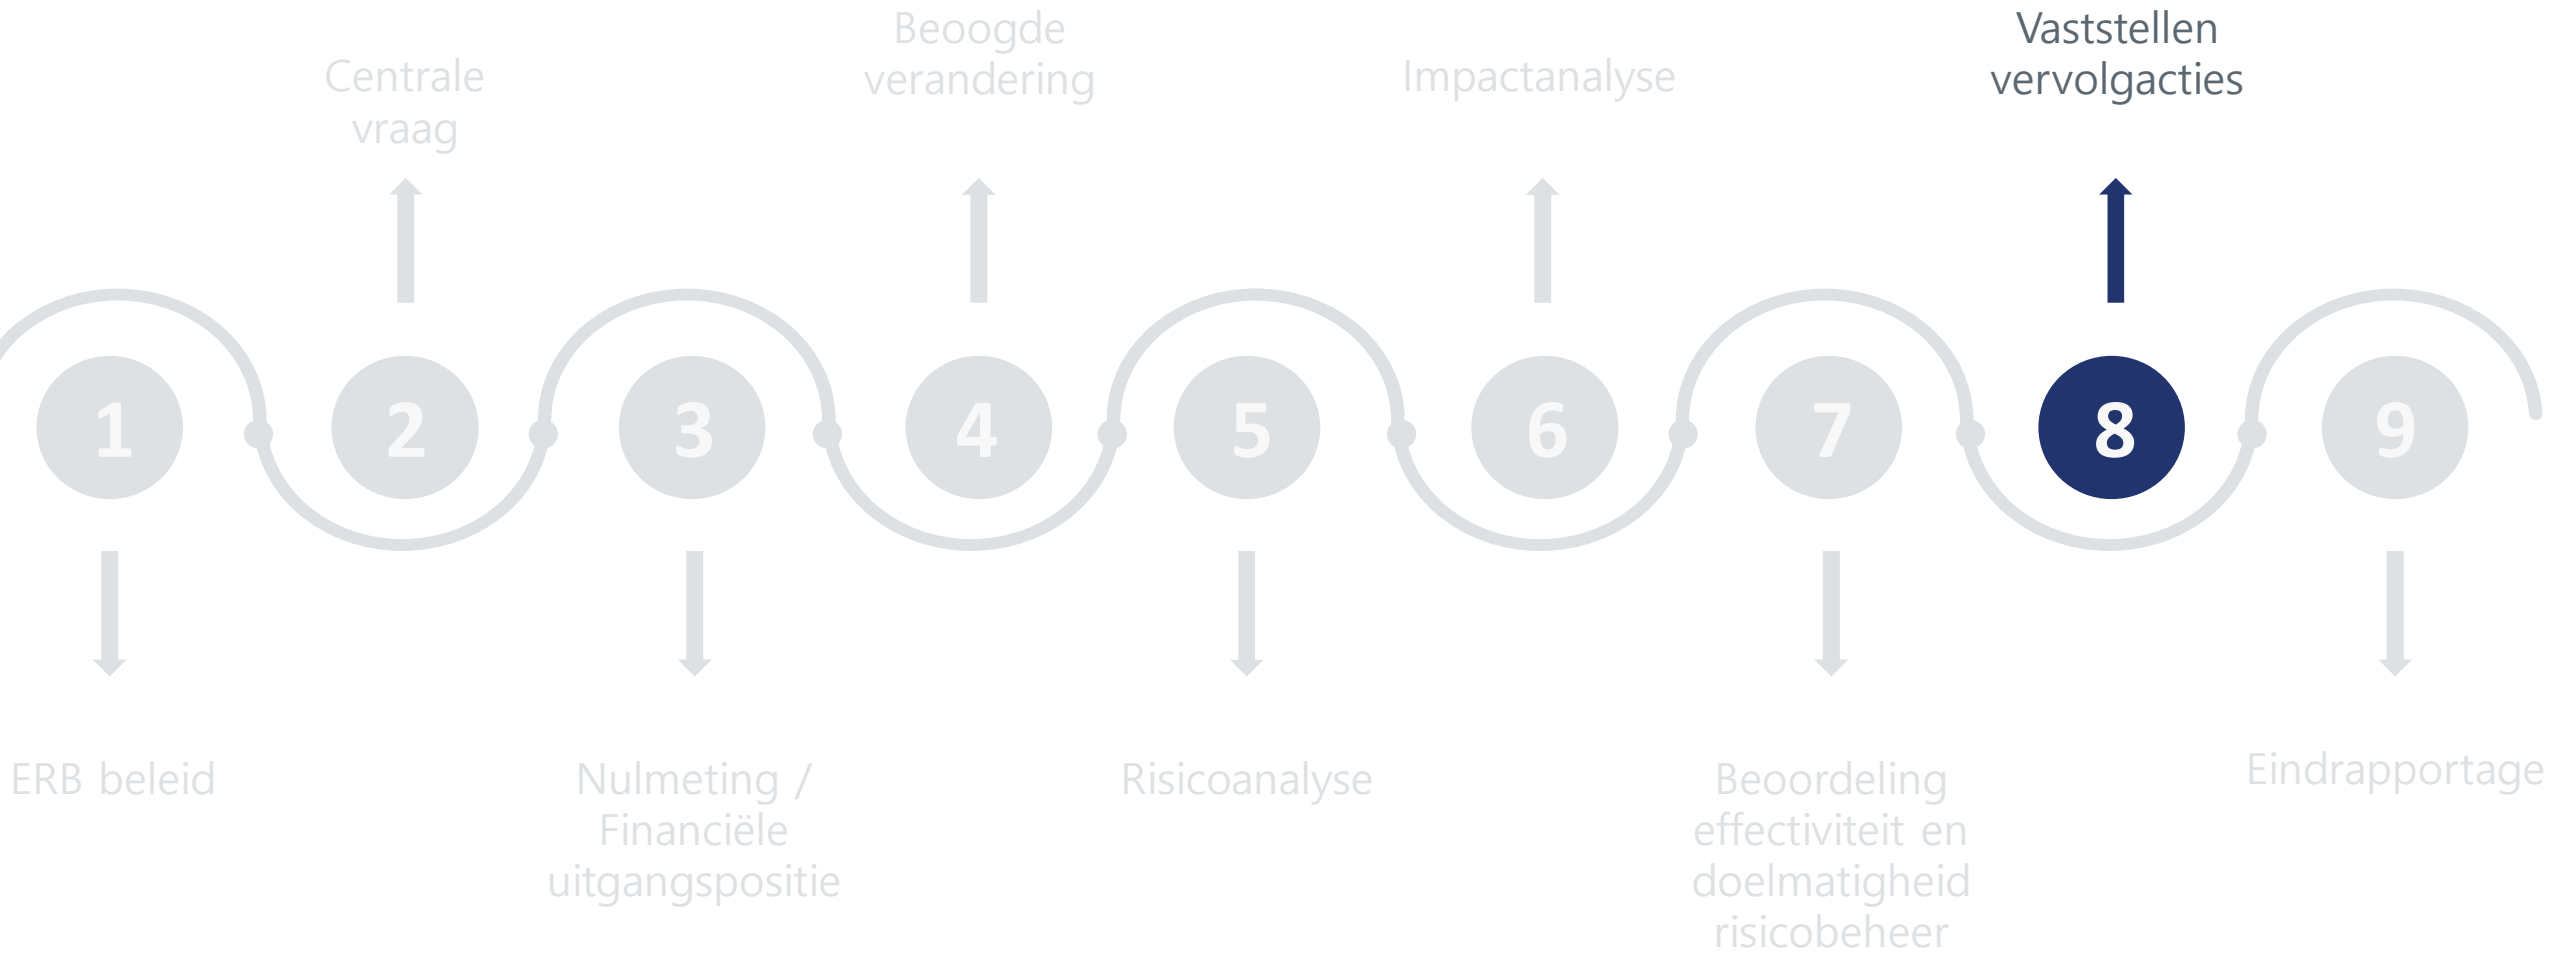 Centrale
vraag
Beoogde
verandering
Impactanalyse
Vaststellen
vervolgacties
1
2
3
4
5
6
7
8
9
ERB beleid
Nulmeting /
Financiële
uitgangspositie
Risicoanalyse
Beoordeling
effectiviteit en
doelmatigheid
risicobeheer
Eindrapportage